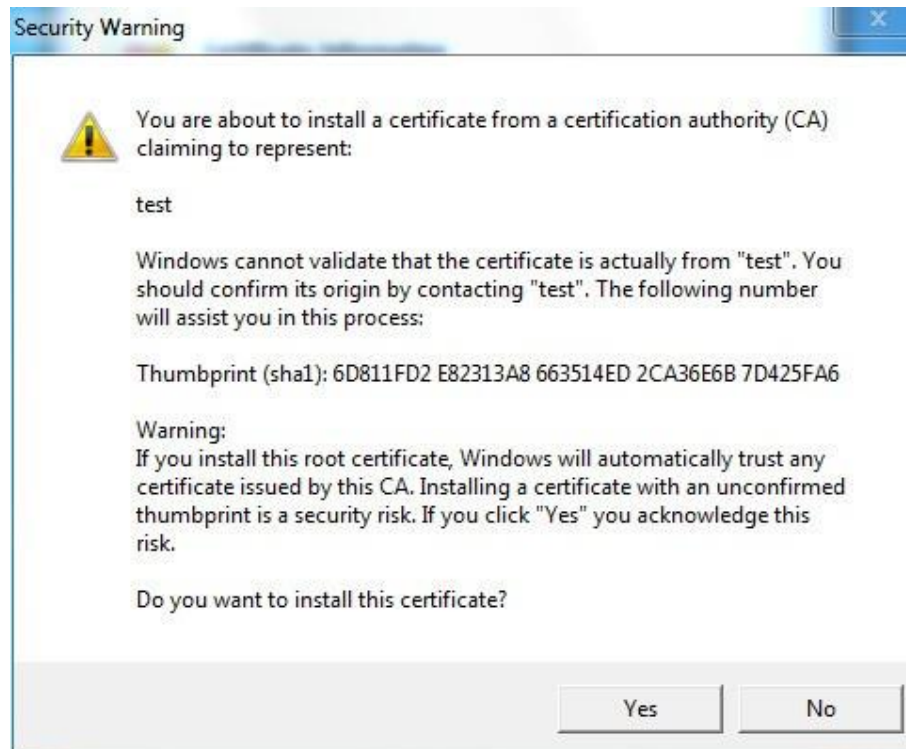 Security Warning
You are about to install a certificate from a certification authority (CA)
claiming to represent:
test
Windows cannot validate that the certificate is actually from "test". You
should confirm its origin by contacting "test". The following number
will assist you in this process:
Thumbprint (sha1): 6D811FD2 E82313A8 663514ED 2CA36E6B 7D425FA6
Warning:
If you install this root certificate, Windows will automatically trust any
certificate issued by this CA. Installing a certificate with an unconfirmed
thumbprint is a security risk. If you click "Yes" you acknowledge this
risk.
Do you want to install this certificate?
Yes
No